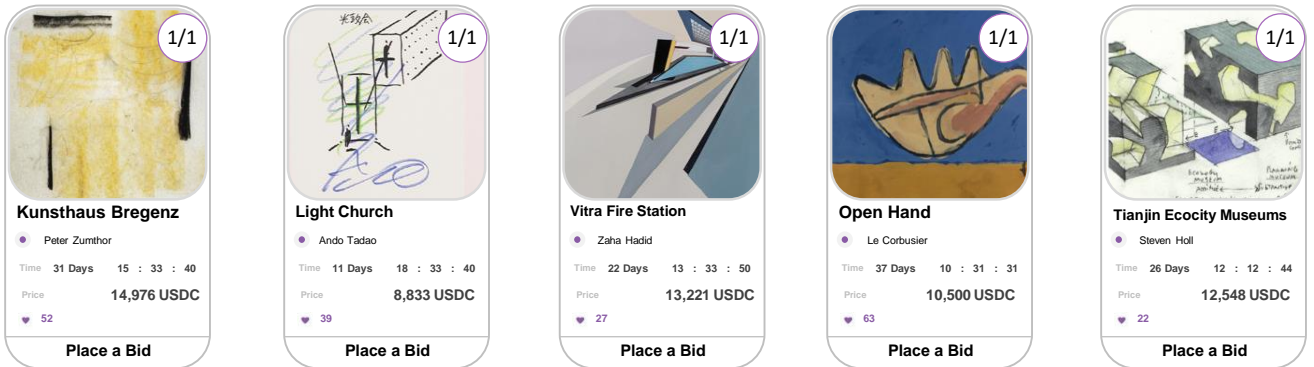 1/1
光教会
Kunsthaus Bregenz
Peter Zumthor
Time 31 Days 15 : 33 : 40
Price 14,976 USDC
52
Place a Bid
1/1
Light Church
Ando Tadao
Time 11 Days 18 : 33 : 40
Price 8,833 USDC
39
Place a Bid
1/1
Vitra Fire Station
Zaha Hadid
Time 22 Days 13 : 33 : 50
Price 13,221 USDC
27
Place a Bid
1/1
Open Hand
Le Corbusier
Time 37 Days 10 : 31 : 31
Price 10,500 USDC
63
Place a Bid
1/1
Tianjin Ecocity Museums
Steven Holl
Time 26 Days 12 : 12 : 44
Price 12,548 USDC
22
Place a Bid